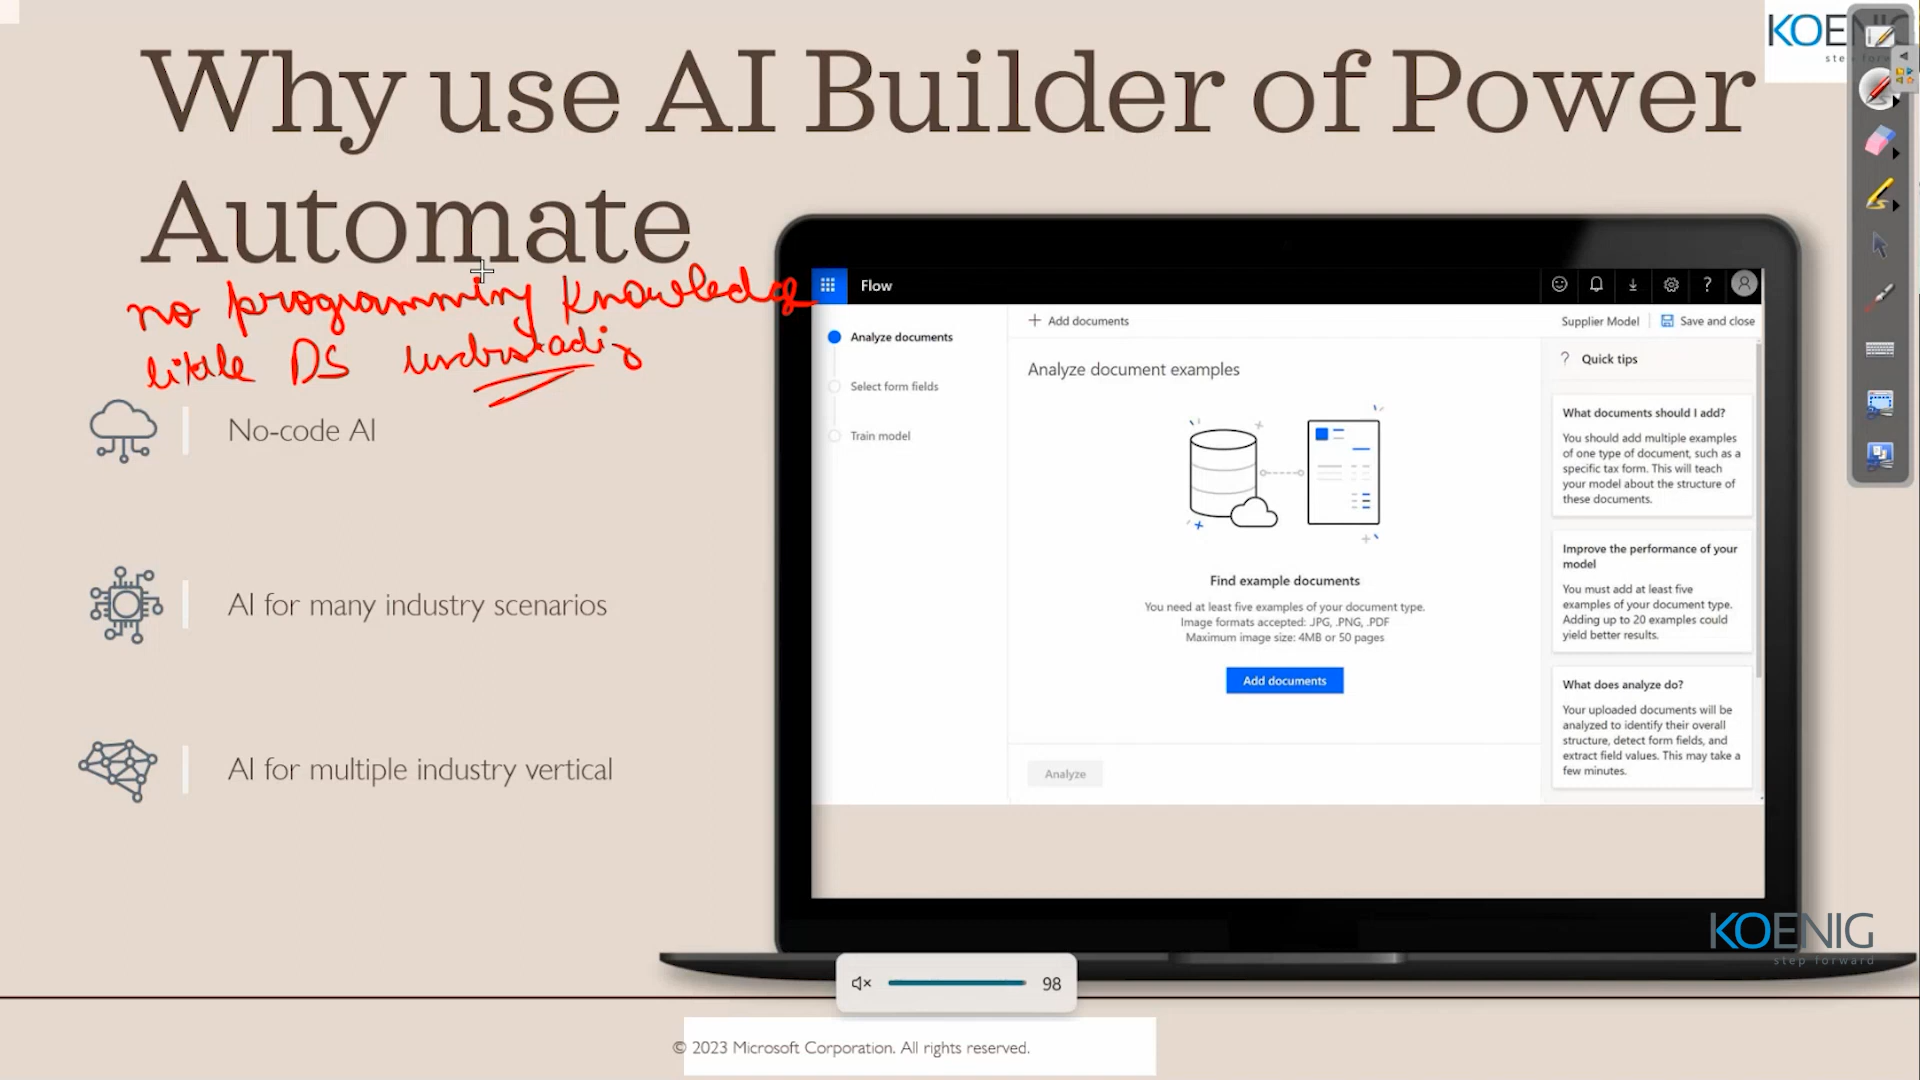 Why use AI Builder of Power
Automate
no programming knowledge
little DS
No-code AI
AI for many industry scenarios
AI for multiple industry vertical
Flow
?
Analyze documents
Select form fields
Train model
+ Add documents
Supplier Model
Save and close
Analyze document examples
Find example documents
You need at least five examples of your document type.
Image formats accepted: .JPG, .PNG, .PDF
Maximum image size: 4MB or 50 pages
Add documents
Analyze
? Quick tips
What documents should I add?
You should add multiple examples
of one type of document, such as a
specific tax form. This will teach
your model about the structure of
these documents.
Improve the performance of your
model
You must add at least five
examples of your document type.
Adding up to 20 examples could
yield better results.
What does analyze do?
Your uploaded documents will be
analyzed to identify their overall
structure, detect form fields, and
extract field values. This may take a
few minutes.
KOENIG
step forward
98
© 2023 Microsoft Corporation. All rights reserved.